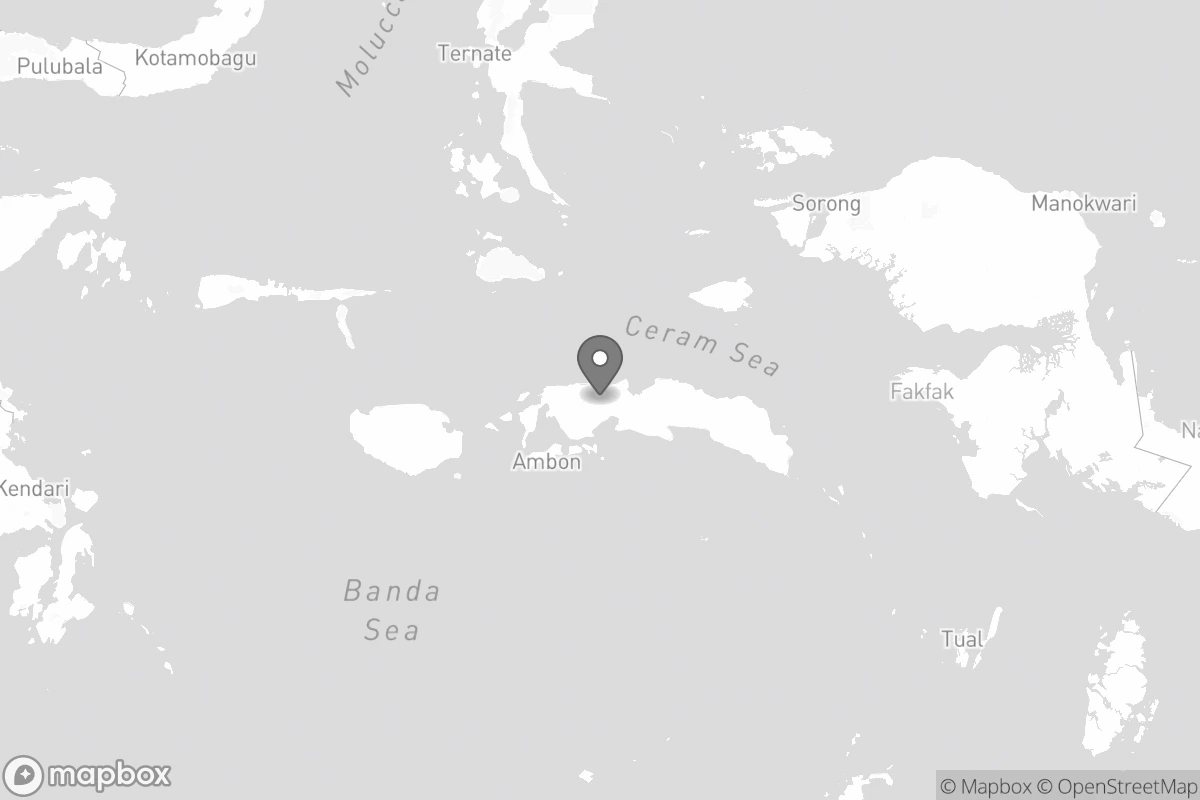 Molucc
Ternate
Kotamobagu
Pulubala
Sorong
Manokwari
Ceram Sea
Fakfak
Na
Ambon
Kendari
Banda
Sea
Tual
mapbox
© Mapbox © OpenStreetMap